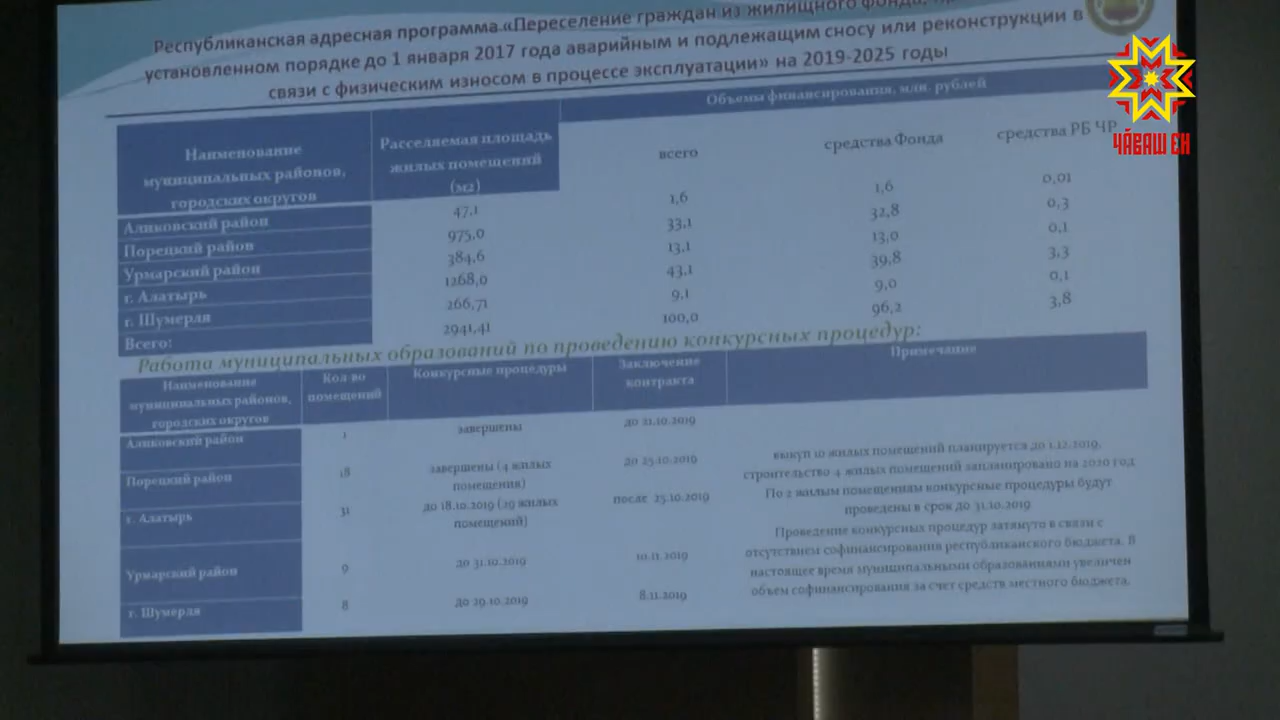 Республиканская адресная программа «Переселение граждан из жилищного фонда,
установленном порядке до 1 января 2017 года аварийным и подлежащим сносу или реконструкции в
связи с физическим износом в процессе эксплуатации» на 2019-2025 годы
ЧӐВАШ ЕН
Наименование муниципальных районов, городских округов Расселяемая площадь жилых помещений (м2) Объемы финансирования, млн. рублей
всего средства Фонда средства РБ ЧР
Аликовский район 47,1 1,6 1,6 0,01
Порецкий район 975,0 33,1 32,8 0,3
Урмарский район 384,6 13,1 13,0 0,1
г. Алатырь 1268,0 43,1 39,8 3,3
г. Шумерля 266,71 9,1 9,0 0,1
Всего: 2941,41 100,0 96,2 3,8
Работа муниципальных образований по проведению конкурсных процедур:
Наименование муниципальных районов, городских округов Кол во помещений Конкурсные процедуры Заключение контракта Примечание
Аликовский район 1 завершены до 21.10.2019
Порецкий район 18 завершены (4 жилых помещения) до 25.10.2019 выкуп 10 жилых помещений планируется до 1.12.2019,
строительство 4 жилых помещений запланировано на 2020 год
г. Алатырь 31 до 18.10.2019 (29 жилых помещений) после 25.10.2019 По 2 жилым помещениям конкурсные процедуры будут
проведены в срок до 31.10.2019
Урмарский район 9 до 31.10.2019 10.11.2019 Проведение конкурсных процедур затянуто в связи с
отсутствием софинансирования республиканского бюджета. В
настоящее время муниципальными образованиями увеличен
объем софинансирования за счет средств местного бюджета.
г. Шумерля 8 до 29.10.2019 8.11.2019